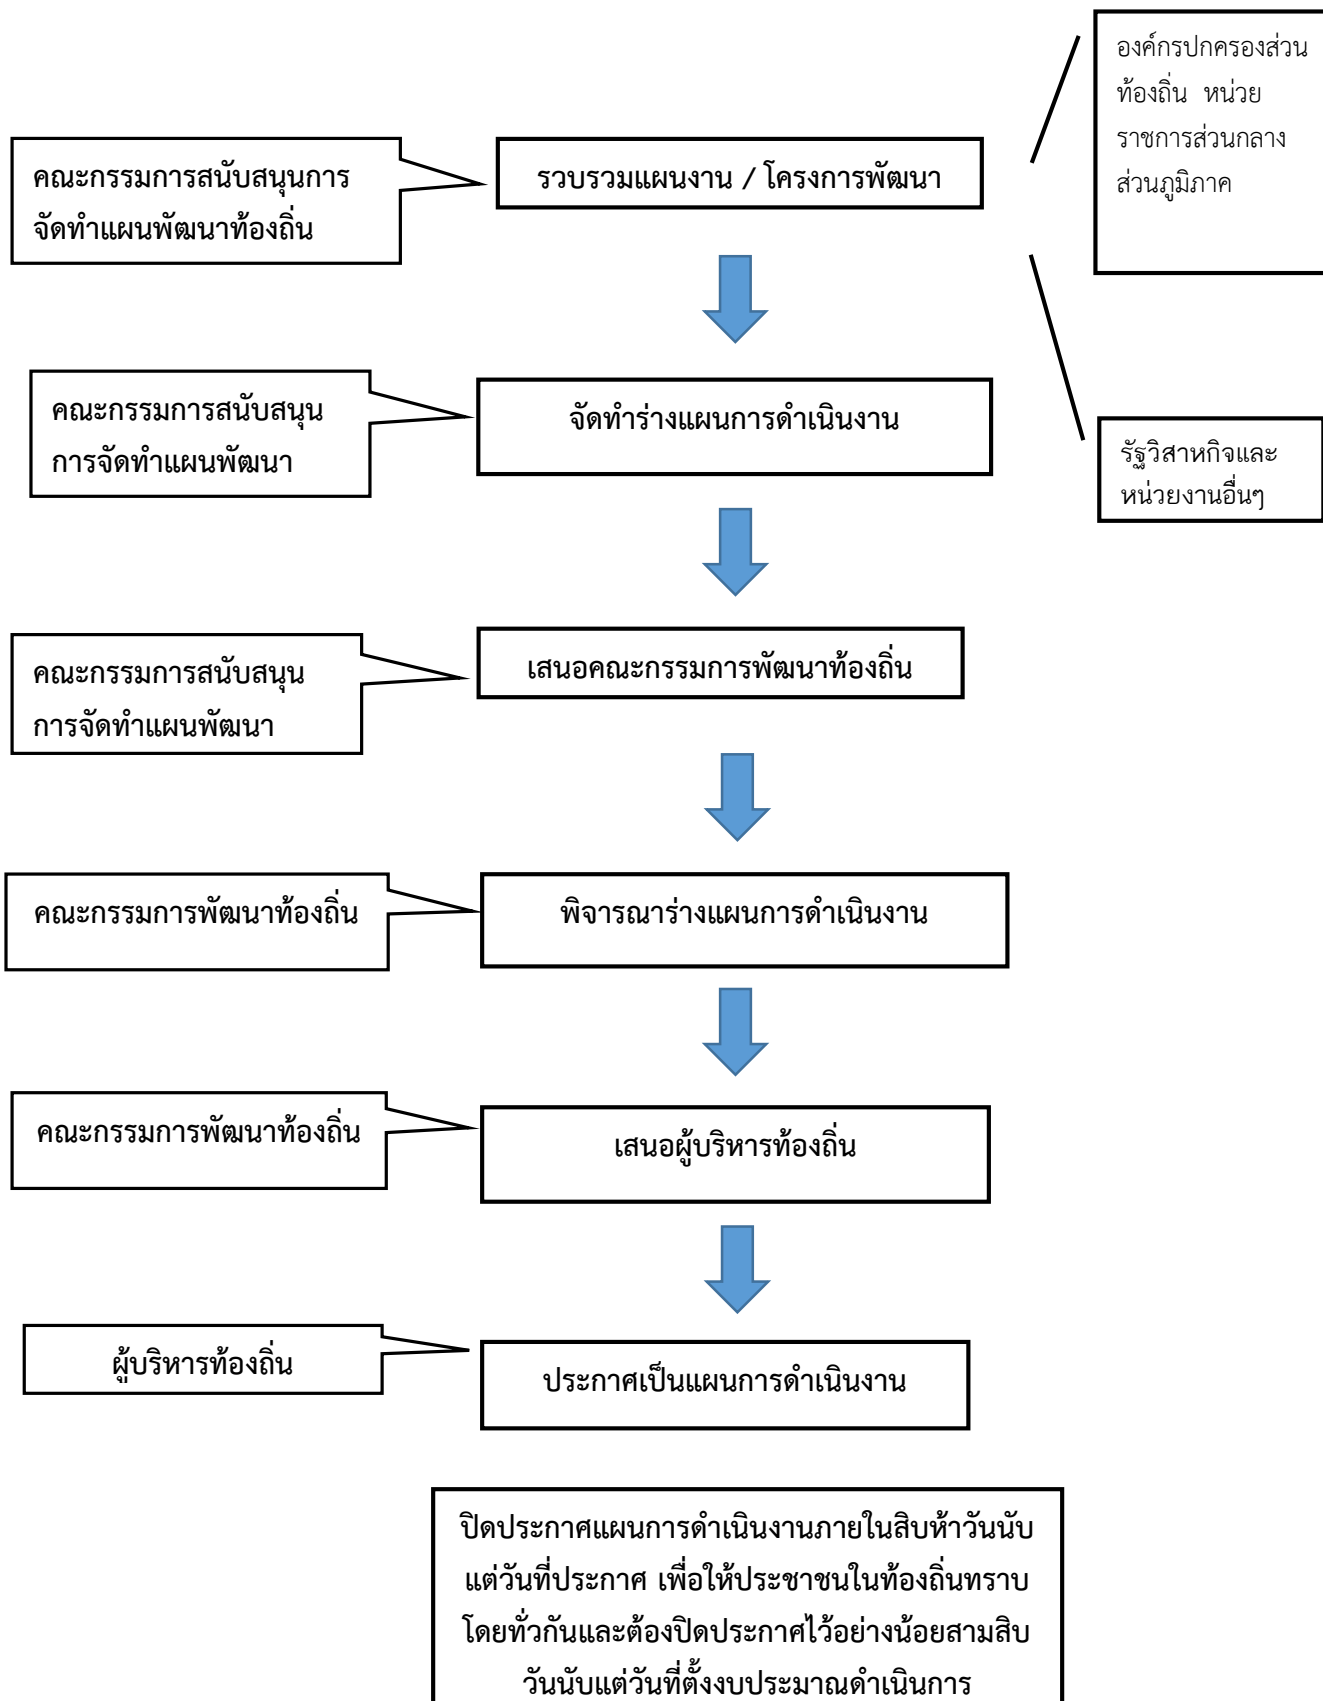 องค์กรปกครองส่วน
ท้องถิ่น หน่วย
ราชการส่วนกลาง
ส่วนภูมิภาค
คณะกรรมการสนับสนุนการ
จัดทำแผนพัฒนาท้องถิ่น
รวบรวมแผนงาน / โครงการพัฒนา
คณะกรรมการสนับสนุน
การจัดทำแผนพัฒนา
จัดทำร่างแผนการดำเนินงาน
รัฐวิสาหกิจและ
หน่วยงานอื่นๆ
คณะกรรมการสนับสนุน
การจัดทำแผนพัฒนา
เสนอคณะกรรมการพัฒนาท้องถิ่น
คณะกรรมการพัฒนาท้องถิ่น
พิจารณาร่างแผนการดำเนินงาน
คณะกรรมการพัฒนาท้องถิ่น
เสนอผู้บริหารท้องถิ่น
ผู้บริหารท้องถิ่น
ประกาศเป็นแผนการดำเนินงาน
ปิดประกาศแผนการดำเนินงานภายในสิบห้าวันนับ
แต่วันที่ประกาศ เพื่อให้ประชาชนในท้องถิ่นทราบ
โดยทั่วกันและต้องปิดประกาศไว้อย่างน้อยสามสิบ
วันนับแต่วันที่ตั้งงบประมาณดำเนินการ